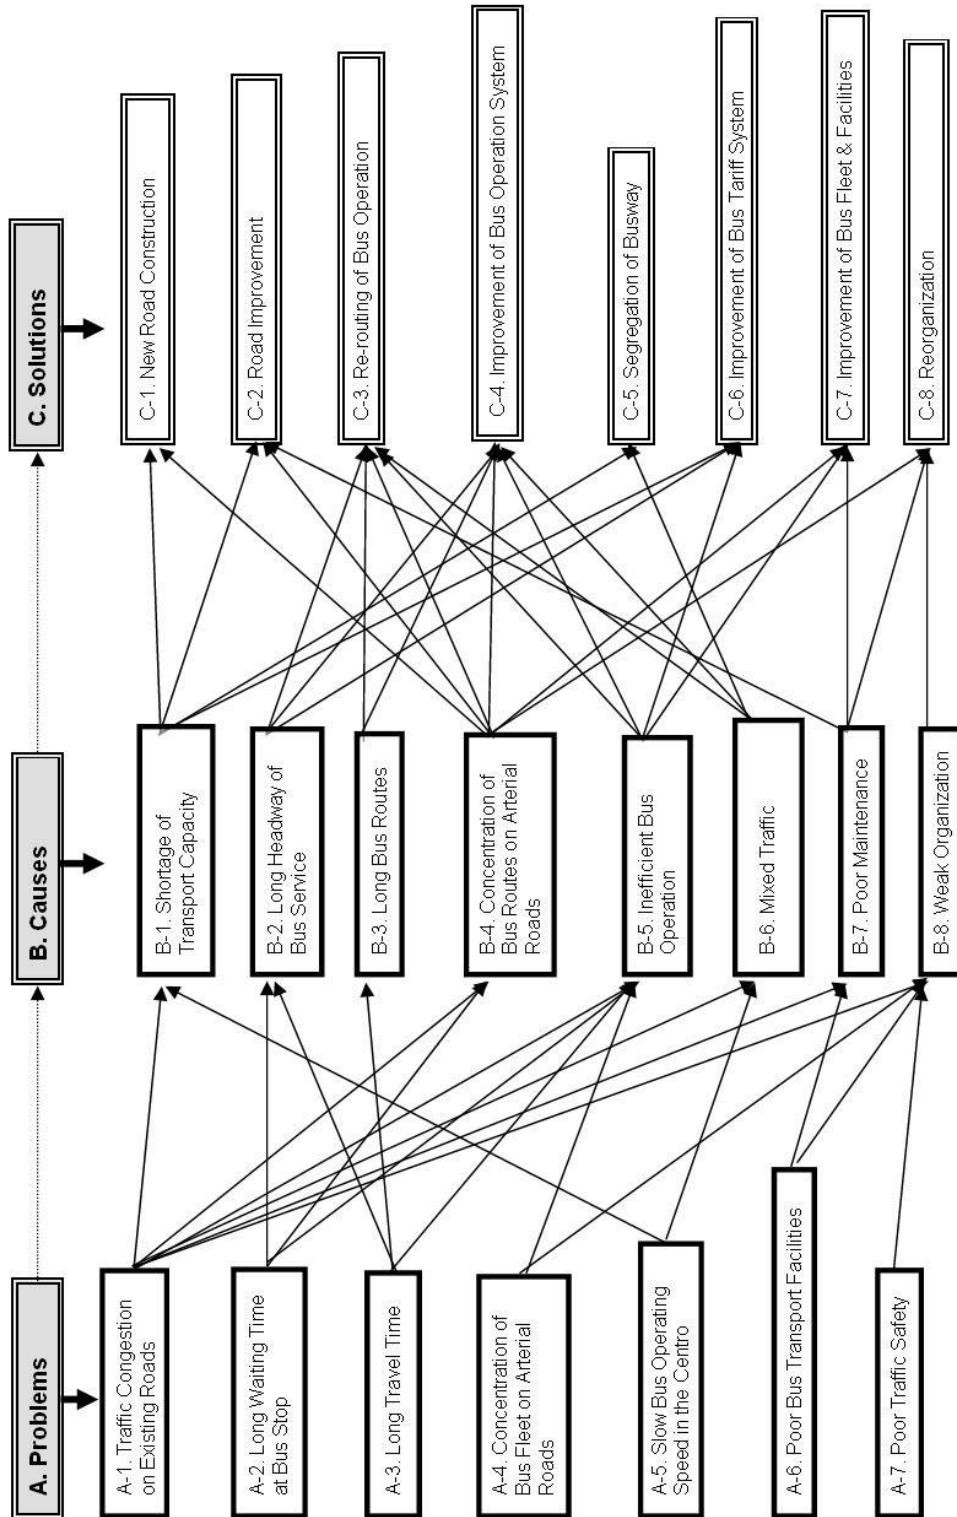 A. Problems
A-1. Traffic Congestion
on Existing Roads
A-2. Long Waiting Time
at Bus Stop
A-3. Long Travel Time
A-4. Concentration of
Bus Fleet on Arterial
Roads
A-5. Slow Bus Operating
Speed in the Centro
A-6. Poor Bus Transport Facilities
A-7. Poor Traffic Safety
B. Causes
B-1. Shortage of
Transport Capacity
B-2. Long Headway of
Bus Service
B-3. Long Bus Routes
B-4. Concentration of
Bus Routes on Arterial
Roads
B-5. Inefficient Bus
Operation
B-6. Mixed Traffic
B-7. Poor Maintenance
B-8. Weak Organization
C. Solutions
C-1. New Road Construction
C-2. Road Improvement
C-3. Re-routing of Bus Operation
C-4. Improvement of Bus Operation System
C-5. Segregation of Busway
C-6. Improvement of Bus Tariff System
C-7. Improvement of Bus Fleet & Facilities
C-8. Reorganization